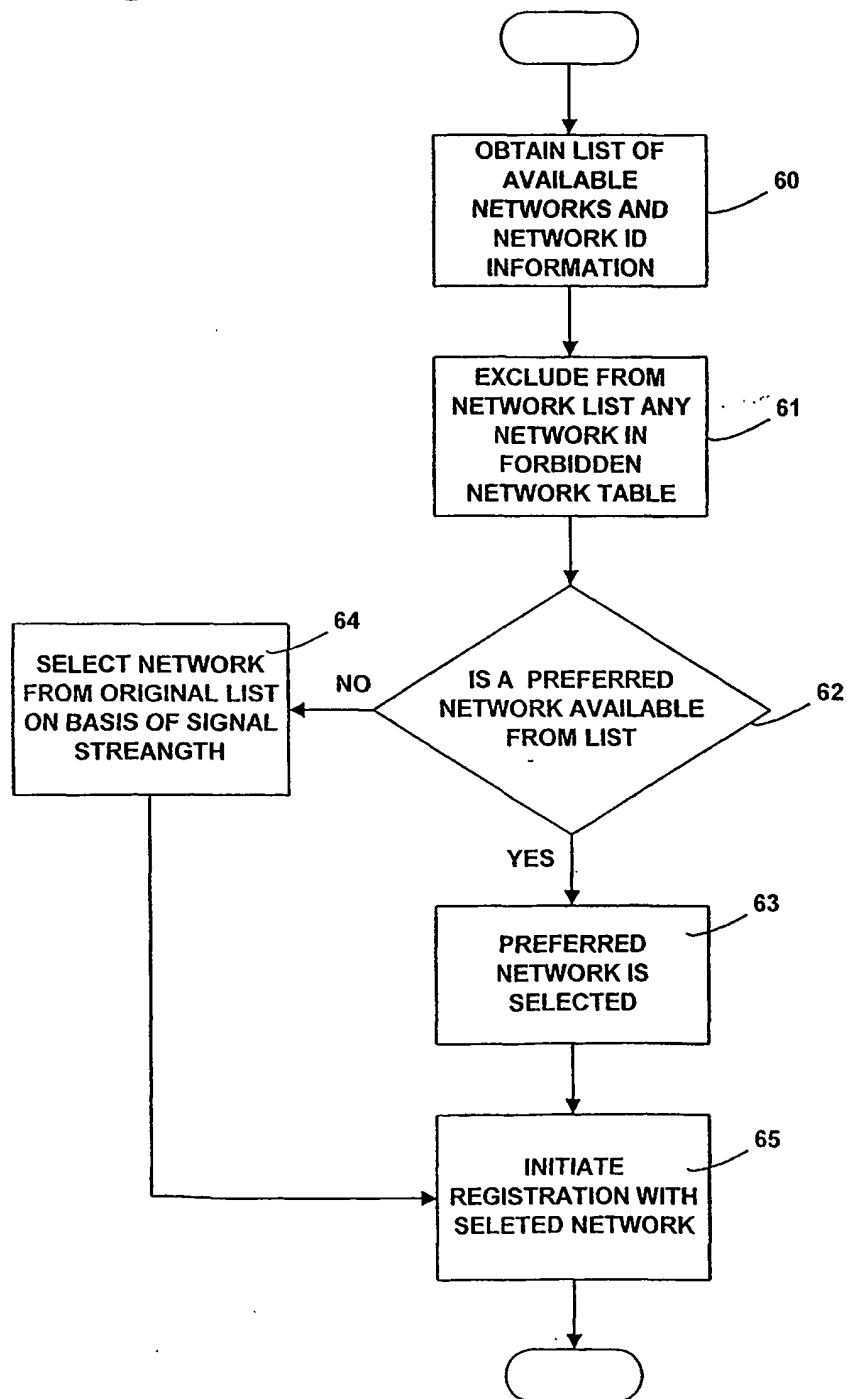 OBTAIN LIST OF
AVAILABLE
NETWORKS AND
NETWORK ID
INFORMATION
60
EXCLUDE FROM
NETWORK LIST ANY
NETWORK IN
FORBIDDEN
NETWORK TABLE
61
IS A PREFERRED
NETWORK AVAILABLE
FROM LIST
62
NO
64
SELECT NETWORK
FROM ORIGINAL LIST
ON BASIS OF SIGNAL
STREANGTH
YES
63
PREFERRED
NETWORK IS
SELECTED
65
INITIATE
REGISTRATION WITH
SELETED NETWORK